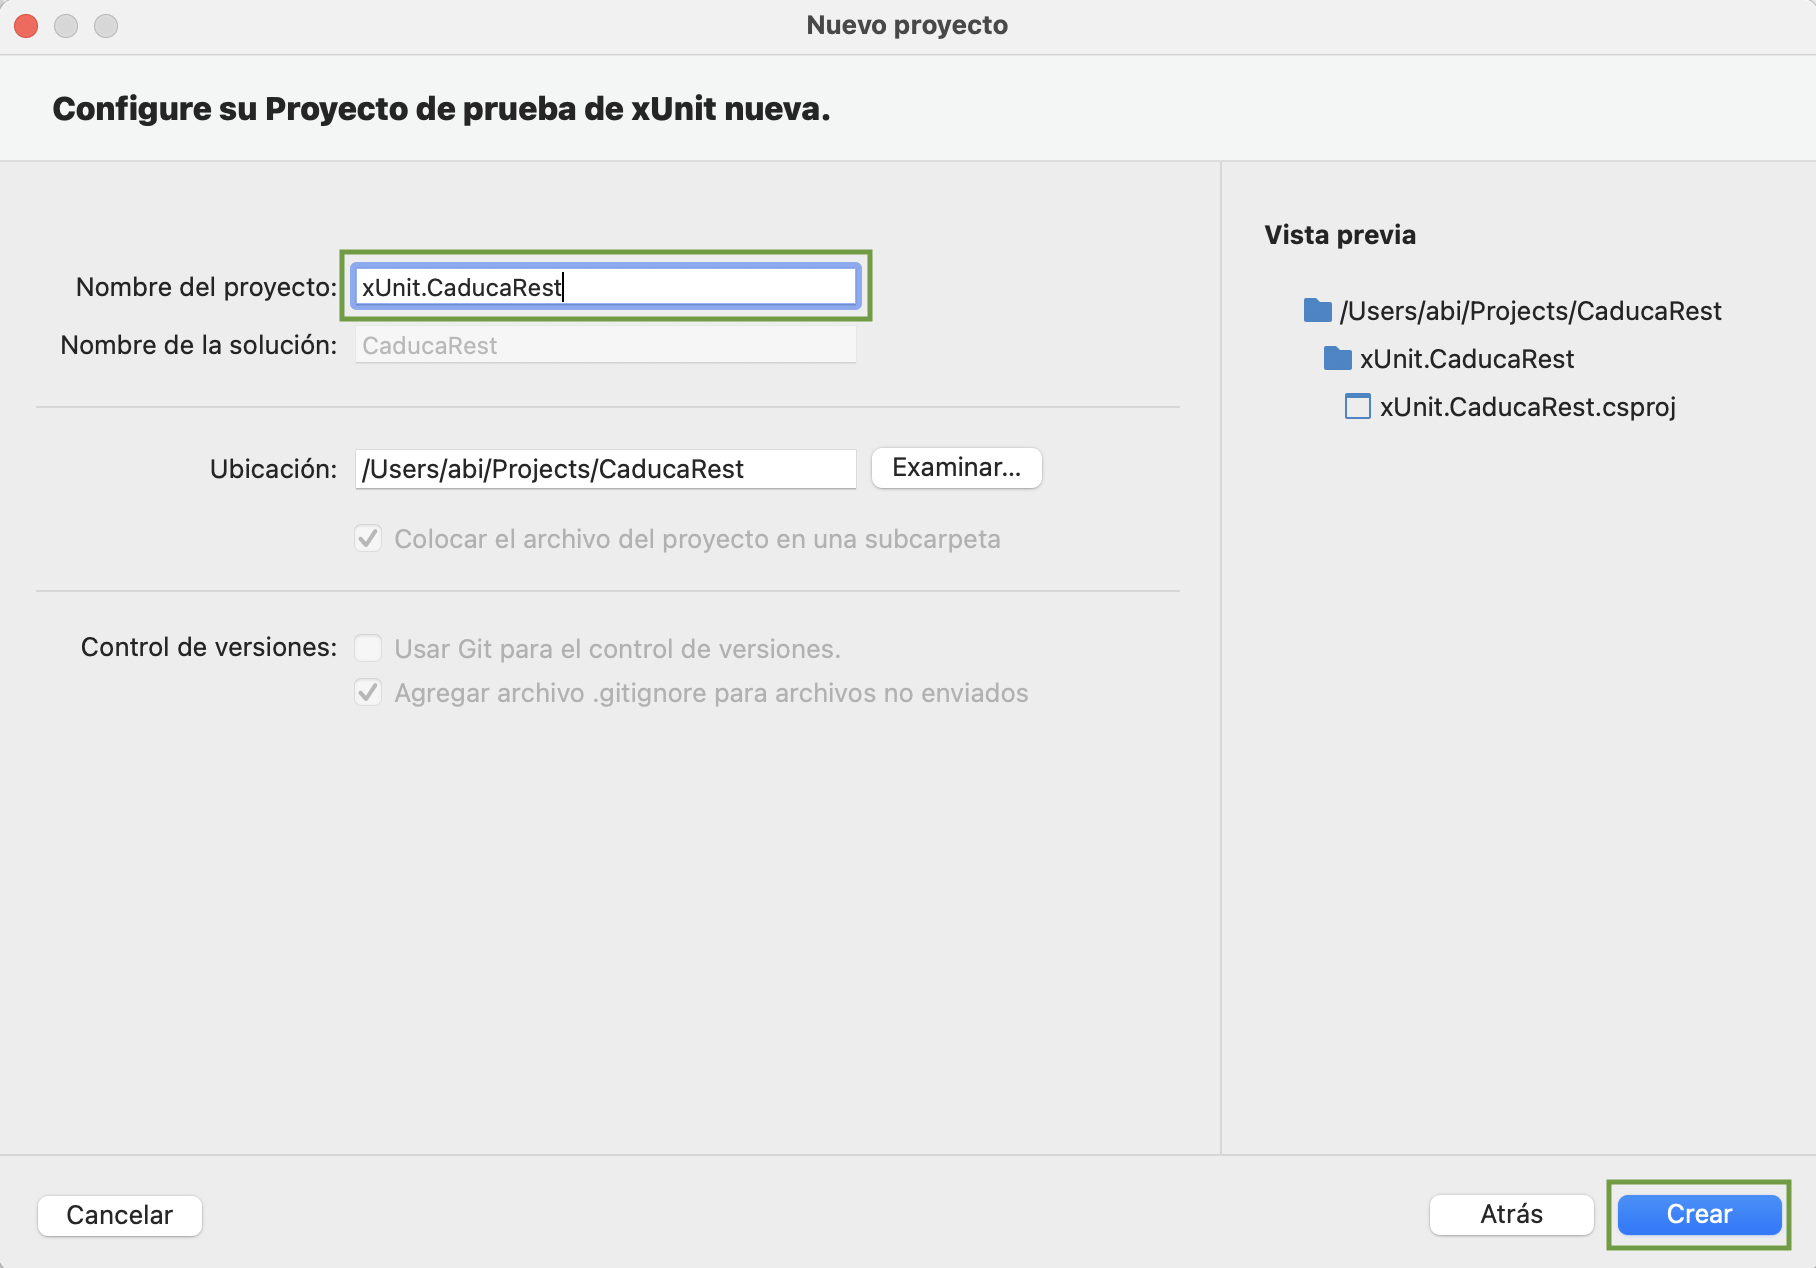 Nuevo proyecto
Configure su Proyecto de prueba de xUnit nueva.
Nombre del proyecto: xUnit.CaducaRest
Nombre de la solución: CaducaRest
Ubicación: /Users/abi/Projects/CaducaRest Examinar...
Colocar el archivo del proyecto en una subcarpeta
Control de versiones: Usar Git para el control de versiones.
Agregar archivo .gitignore para archivos no enviados
Vista previa
/Users/abi/Projects/CaducaRest
xUnit.CaducaRest
xUnit.CaducaRest.csproj
Cancelar Atrás Crear